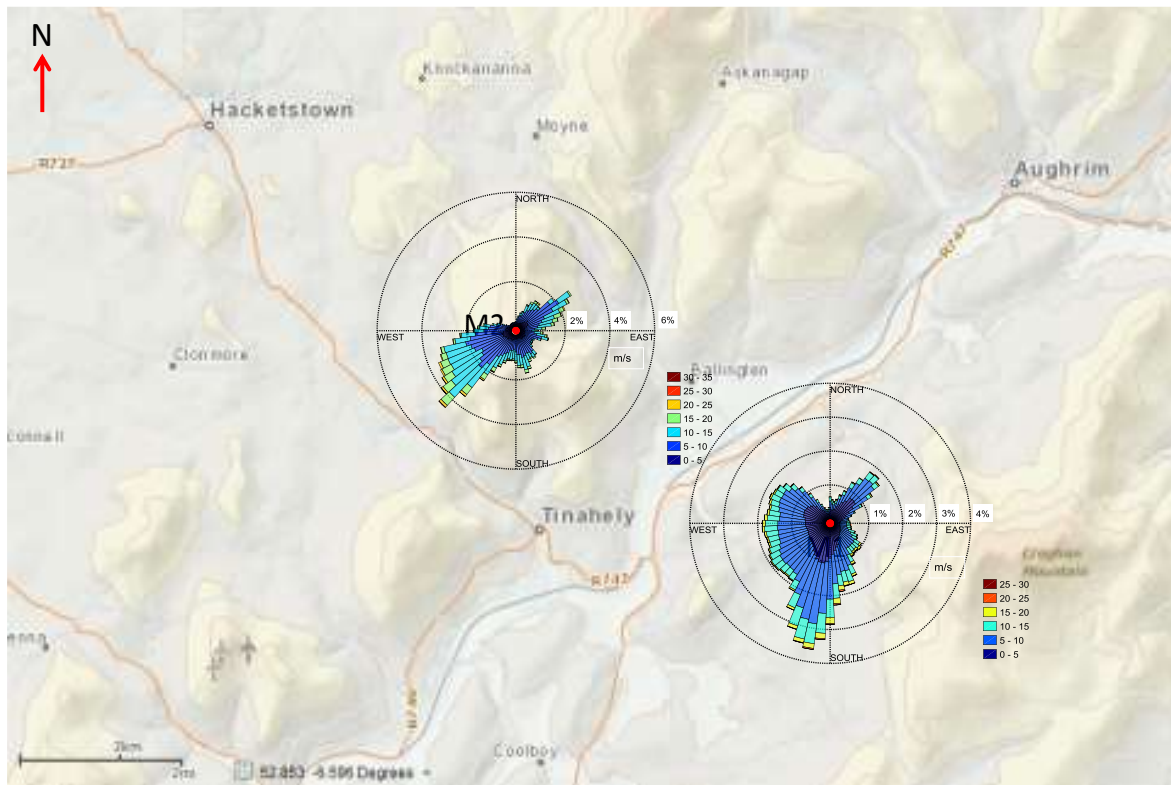 N
Knockananna
Askanagap
Hacketstown
Moyne
R727
Aughrim
NORTH
R747
2%
4%
6%
M2
WEST
EAST
m/s
Clonmore
Ballinglen
30 - 35
25 - 30
20 - 25
15 - 20
10 - 15
5 - 10
0 - 5
NORTH
SOUTH
Tinahely
1%
2%
3%
4%
WEST
EAST
M1
m/s
Croghan
Mountain
R747
25 - 30
20 - 25
15 - 20
10 - 15
5 - 10
0 - 5
SOUTH
Coolboy
2km
2mi
52.853 -6.596 Degrees